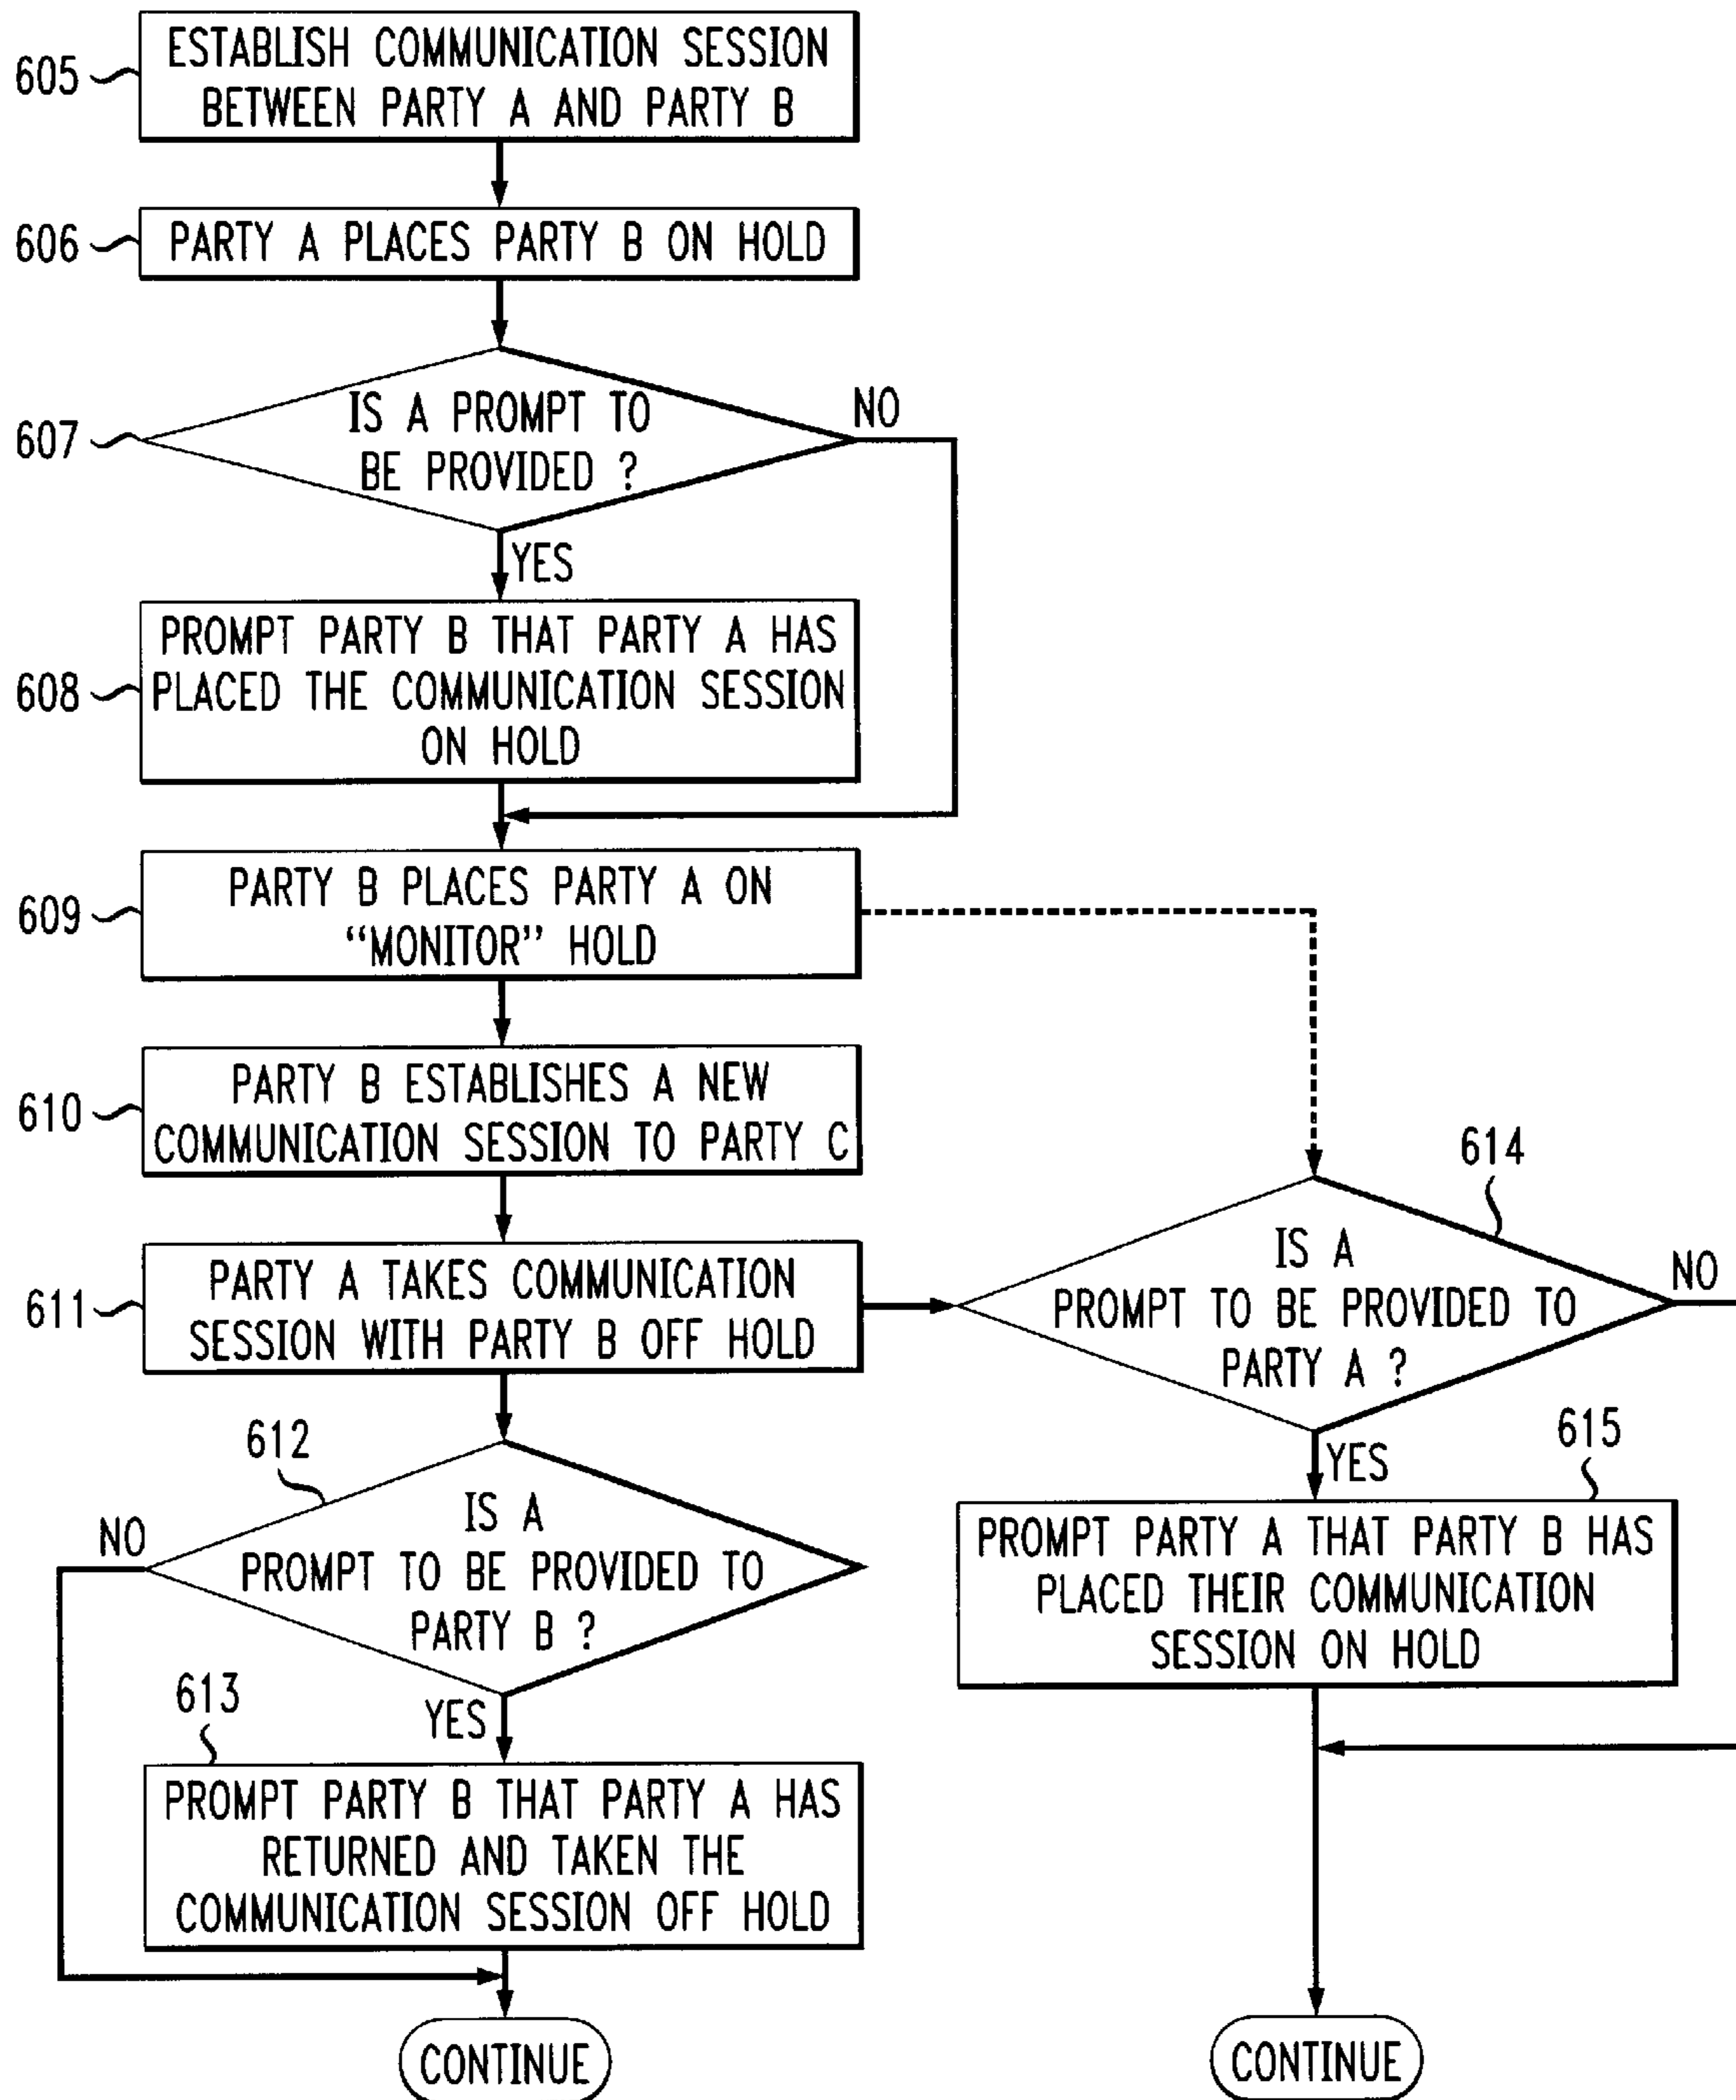 605
ESTABLISH COMMUNICATION SESSION
BETWEEN PARTY A AND PARTY B
606
PARTY A PLACES PARTY B ON HOLD
607
IS A PROMPT TO
BE PROVIDED ?
NO
YES
608
PROMPT PARTY B THAT PARTY A HAS
PLACED THE COMMUNICATION SESSION
ON HOLD
609
PARTY B PLACES PARTY A ON
“MONITOR” HOLD
610
PARTY B ESTABLISHES A NEW
COMMUNICATION SESSION TO PARTY C
611
PARTY A TAKES COMMUNICATION
SESSION WITH PARTY B OFF HOLD
612
IS A
PROMPT TO BE PROVIDED TO
PARTY B ?
NO
YES
613
PROMPT PARTY B THAT PARTY A HAS
RETURNED AND TAKEN THE
COMMUNICATION SESSION OFF HOLD
CONTINUE
614
IS A
PROMPT TO BE PROVIDED TO
PARTY A ?
NO
YES
615
PROMPT PARTY A THAT PARTY B HAS
PLACED THEIR COMMUNICATION
SESSION ON HOLD
CONTINUE